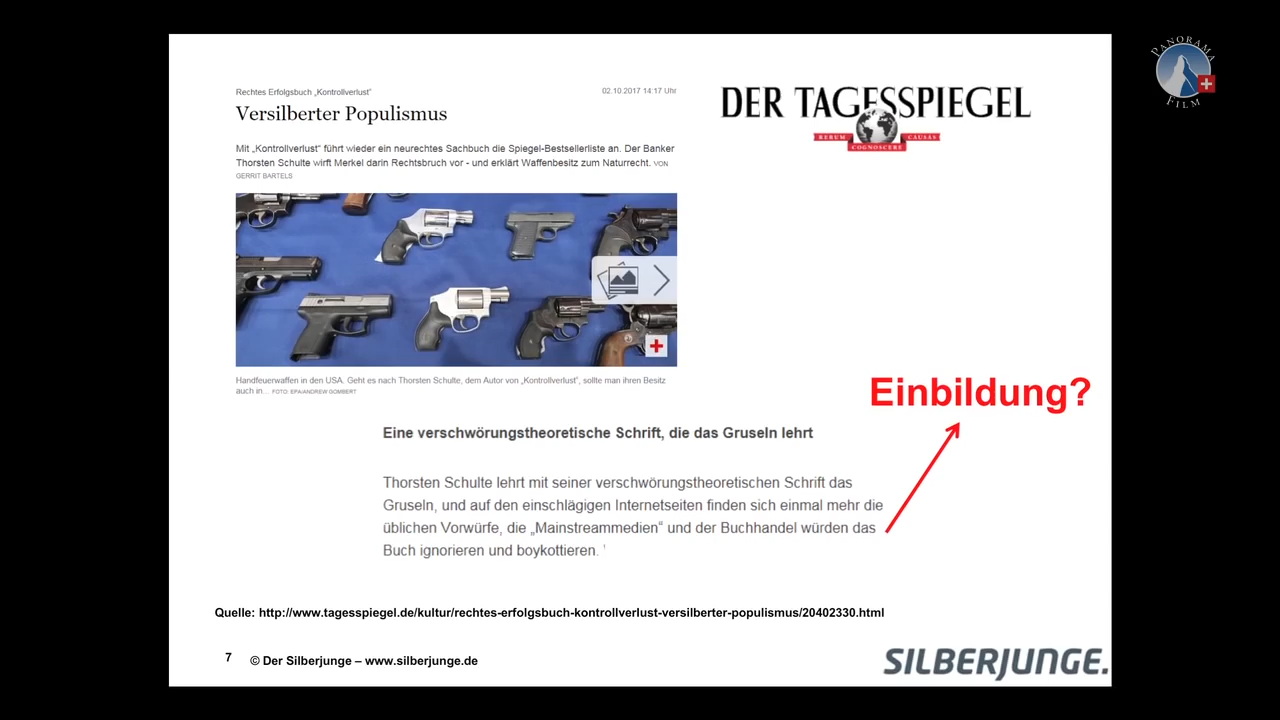 PANORAMA
FILM
Rechtes Erfolgsbuch „Kontrollverlust"
02.10.2017 14:17 Uhr
Versilberter Populismus
DER TAGESSPIEGEL
RERUM CAUSAS
COGNOSCERE
Mit „Kontrollverlust" führt wieder ein neurechtes Sachbuch die Spiegel-Bestsellerliste an. Der Banker
Thorsten Schulte wirft Merkel darin Rechtsbruch vor - und erklärt Waffenbesitz zum Naturrecht. VON
GERRIT BARTELS
Handfeuerwaffen in den USA. Geht es nach Thorsten Schulte, dem Autor von „Kontrollverlust", sollte man ihren Besitz
auch in... FOTO: EPA/ANDREW GOMBERT
Einbildung?
Eine verschwörungstheoretische Schrift, die das Gruseln lehrt
Thorsten Schulte lehrt mit seiner verschwörungstheoretischen Schrift das
Gruseln, und auf den einschlägigen Internetseiten finden sich einmal mehr die
üblichen Vorwürfe, die „Mainstreammedien" und der Buchhandel würden das
Buch ignorieren und boykottieren.
Quelle: http://www.tagesspiegel.de/kultur/rechtes-erfolgsbuch-kontrollverlust-versilberter-populismus/20402330.html
7 © Der Silberjunge – www.silberjunge.de
SILBERJUNGE.